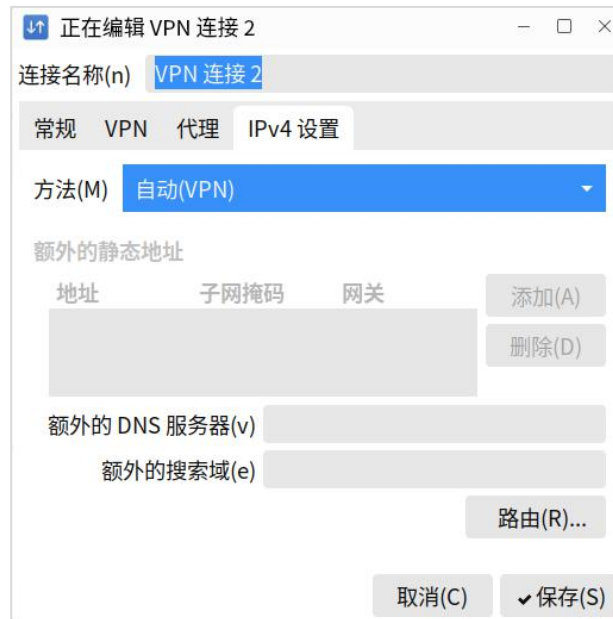 正在编辑 VPN 连接 2
连接名称(n) VPN 连接 2
常规 VPN 代理 IPv4 设置
方法(M) 自动(VPN)
额外的静态地址
地址 子网掩码 网关 添加(A)
删除(D)
额外的 DNS 服务器(v)
额外的搜索域(e)
路由(R)...
取消(C) 保存(S)